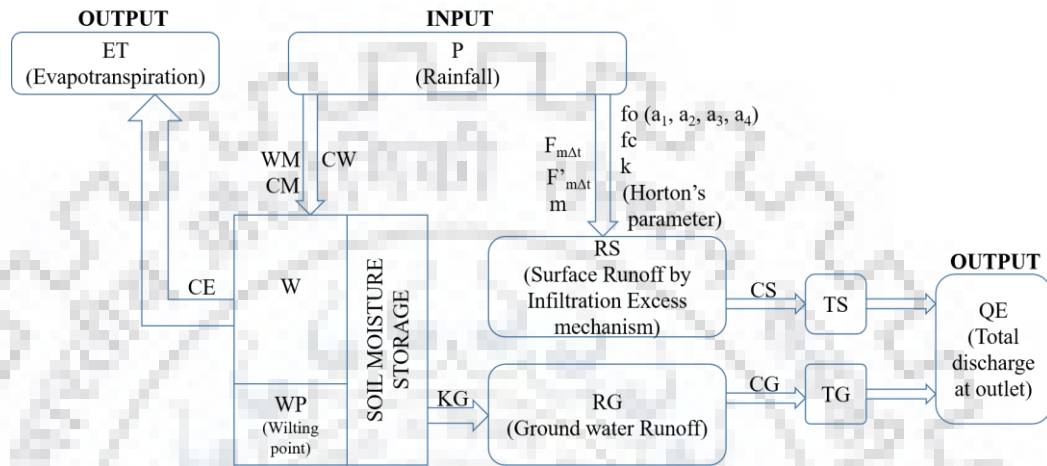 OUTPUT
ET
(Evapotranspiration)
INPUT
P
(Rainfall)
WM
CM
CW
F_mΔt
F'_mΔt
m
fo (a₁, a₂, a₃, a₄)
fc
k
(Horton's
parameter)
CE
W
WP
(Wilting
point)
SOIL MOISTURE
STORAGE
KG
RS
(Surface Runoff by
Infiltration Excess
mechanism)
CS
TS
RG
(Ground water Runoff)
CG
TG
OUTPUT
QE
(Total
discharge
at outlet)